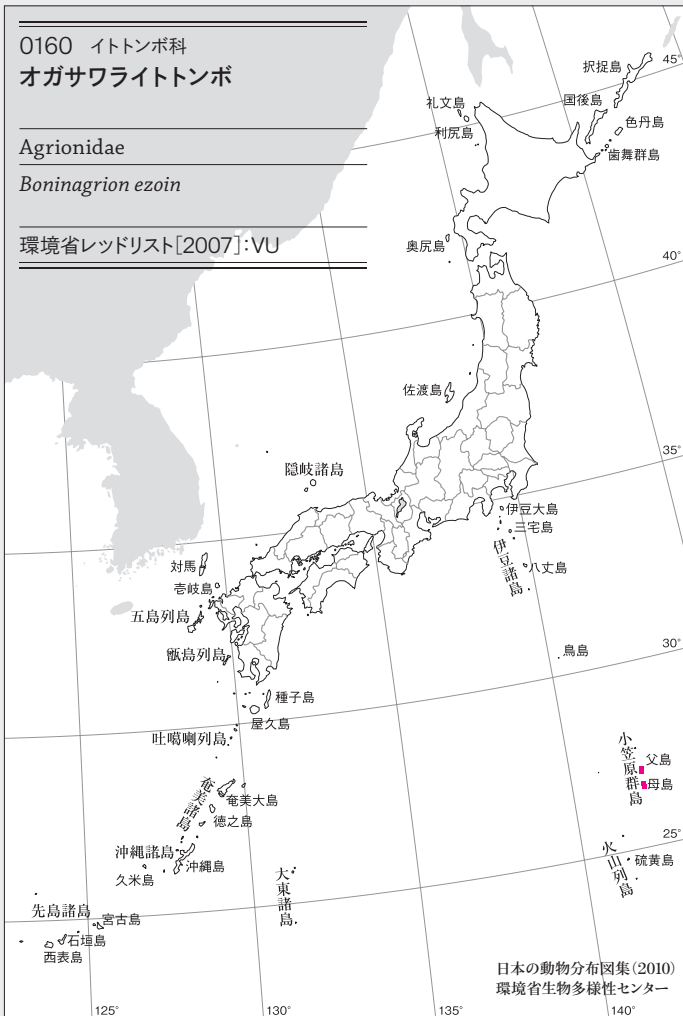 0160 イトトンボ科
オガサワライトトンボ
Agrionidae
Boninagrion ezoin
環境省レッドリスト[2007]:VU
択捉島
45°
国後島
礼文島
色丹島
利尻島
歯舞群島
奥尻島
40°
佐渡島
35°
隠岐諸島
伊豆大島
三宅島
伊豆諸島
八丈島
対馬
壱岐島
五島列島
甑島列島
鳥島
30°
種子島
屋久島
吐噶喇列島
小笠原群島
父島
母島
奄美諸島
奄美大島
徳之島
25°
沖縄諸島
沖縄島
久米島
火山列島
硫黄島
大東諸島
先島諸島
宮古島
石垣島
西表島
日本の動物分布図集(2010)
環境省生物多様性センター
125°
130°
135°
140°